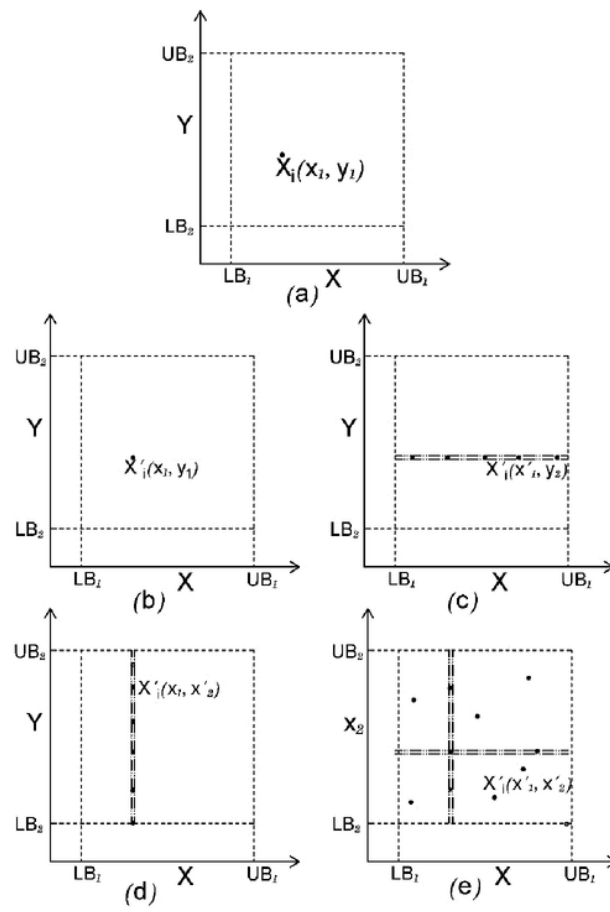 UB₂
Y
Xᵢ(x₁, y₁)
LB₂
LB₁ X UB₁
(a)
UB₂
Y
X′ᵢ(x₁, y₁)
LB₂
LB₁ X UB₁
(b)
UB₂
Y
X′ᵢ(x′₁, y₂)
LB₂
LB₁ X UB₁
(c)
UB₂
X′ᵢ(x₁, x′₂)
Y
LB₂
LB₁ X UB₁
(d)
UB₂
x₂
X′ᵢ(x′₁, x′₂)
LB₂
LB₁ X UB₁
(e)